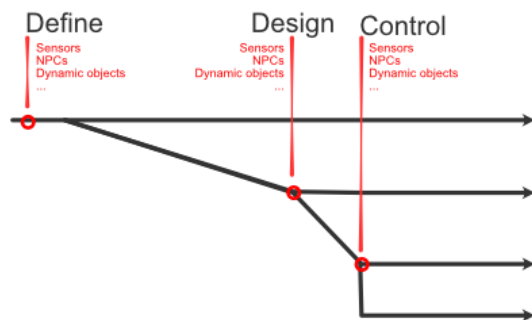 Define
Sensors
NPCs
Dynamic objects
...
Design
Sensors
NPCs
Dynamic objects
...
Control
Sensors
NPCs
Dynamic objects
...